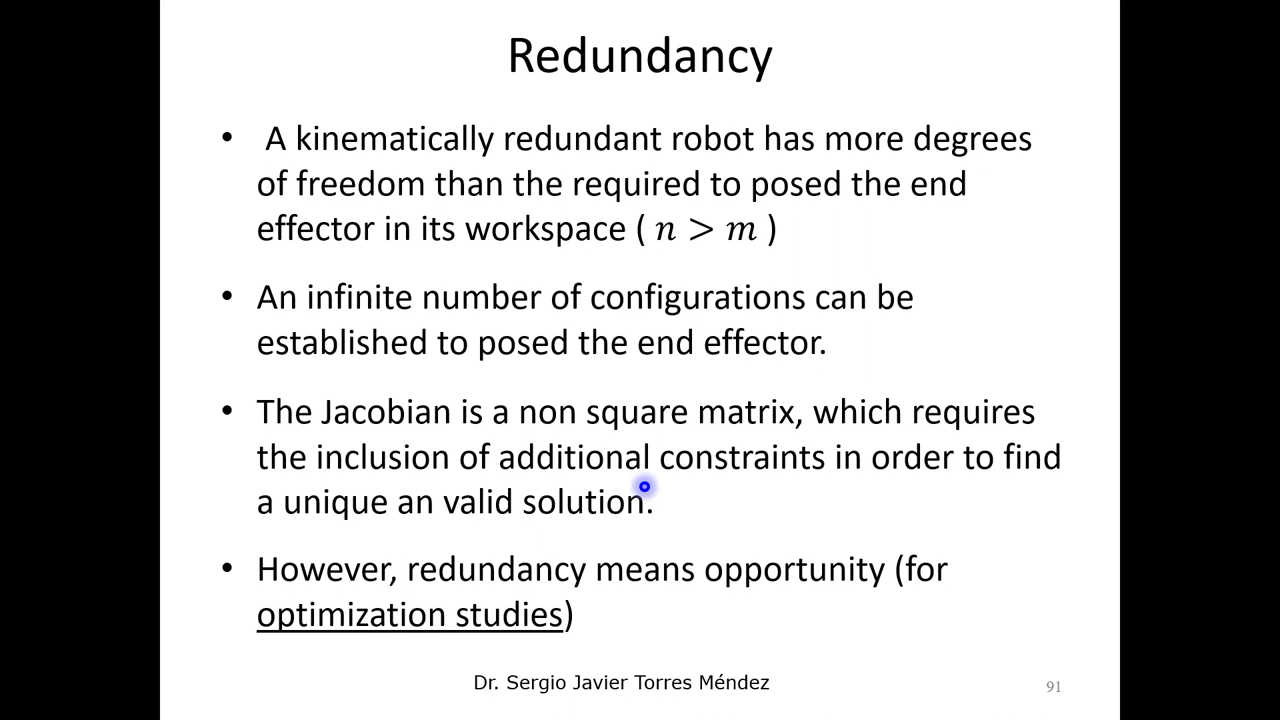 Redundancy
• A kinematically redundant robot has more degrees
of freedom than the required to posed the end
effector in its workspace ( n > m )
• An infinite number of configurations can be
established to posed the end effector.
• The Jacobian is a non square matrix, which requires
the inclusion of additional constraints in order to find
a unique an valid solution.
• However, redundancy means opportunity (for
optimization studies)
Dr. Sergio Javier Torres Méndez
91